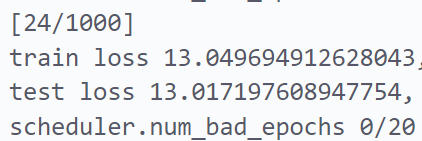 [24/1000]
train loss 13.049694912628043,
test loss 13.017197608947754,
scheduler.num_bad_epochs 0/20